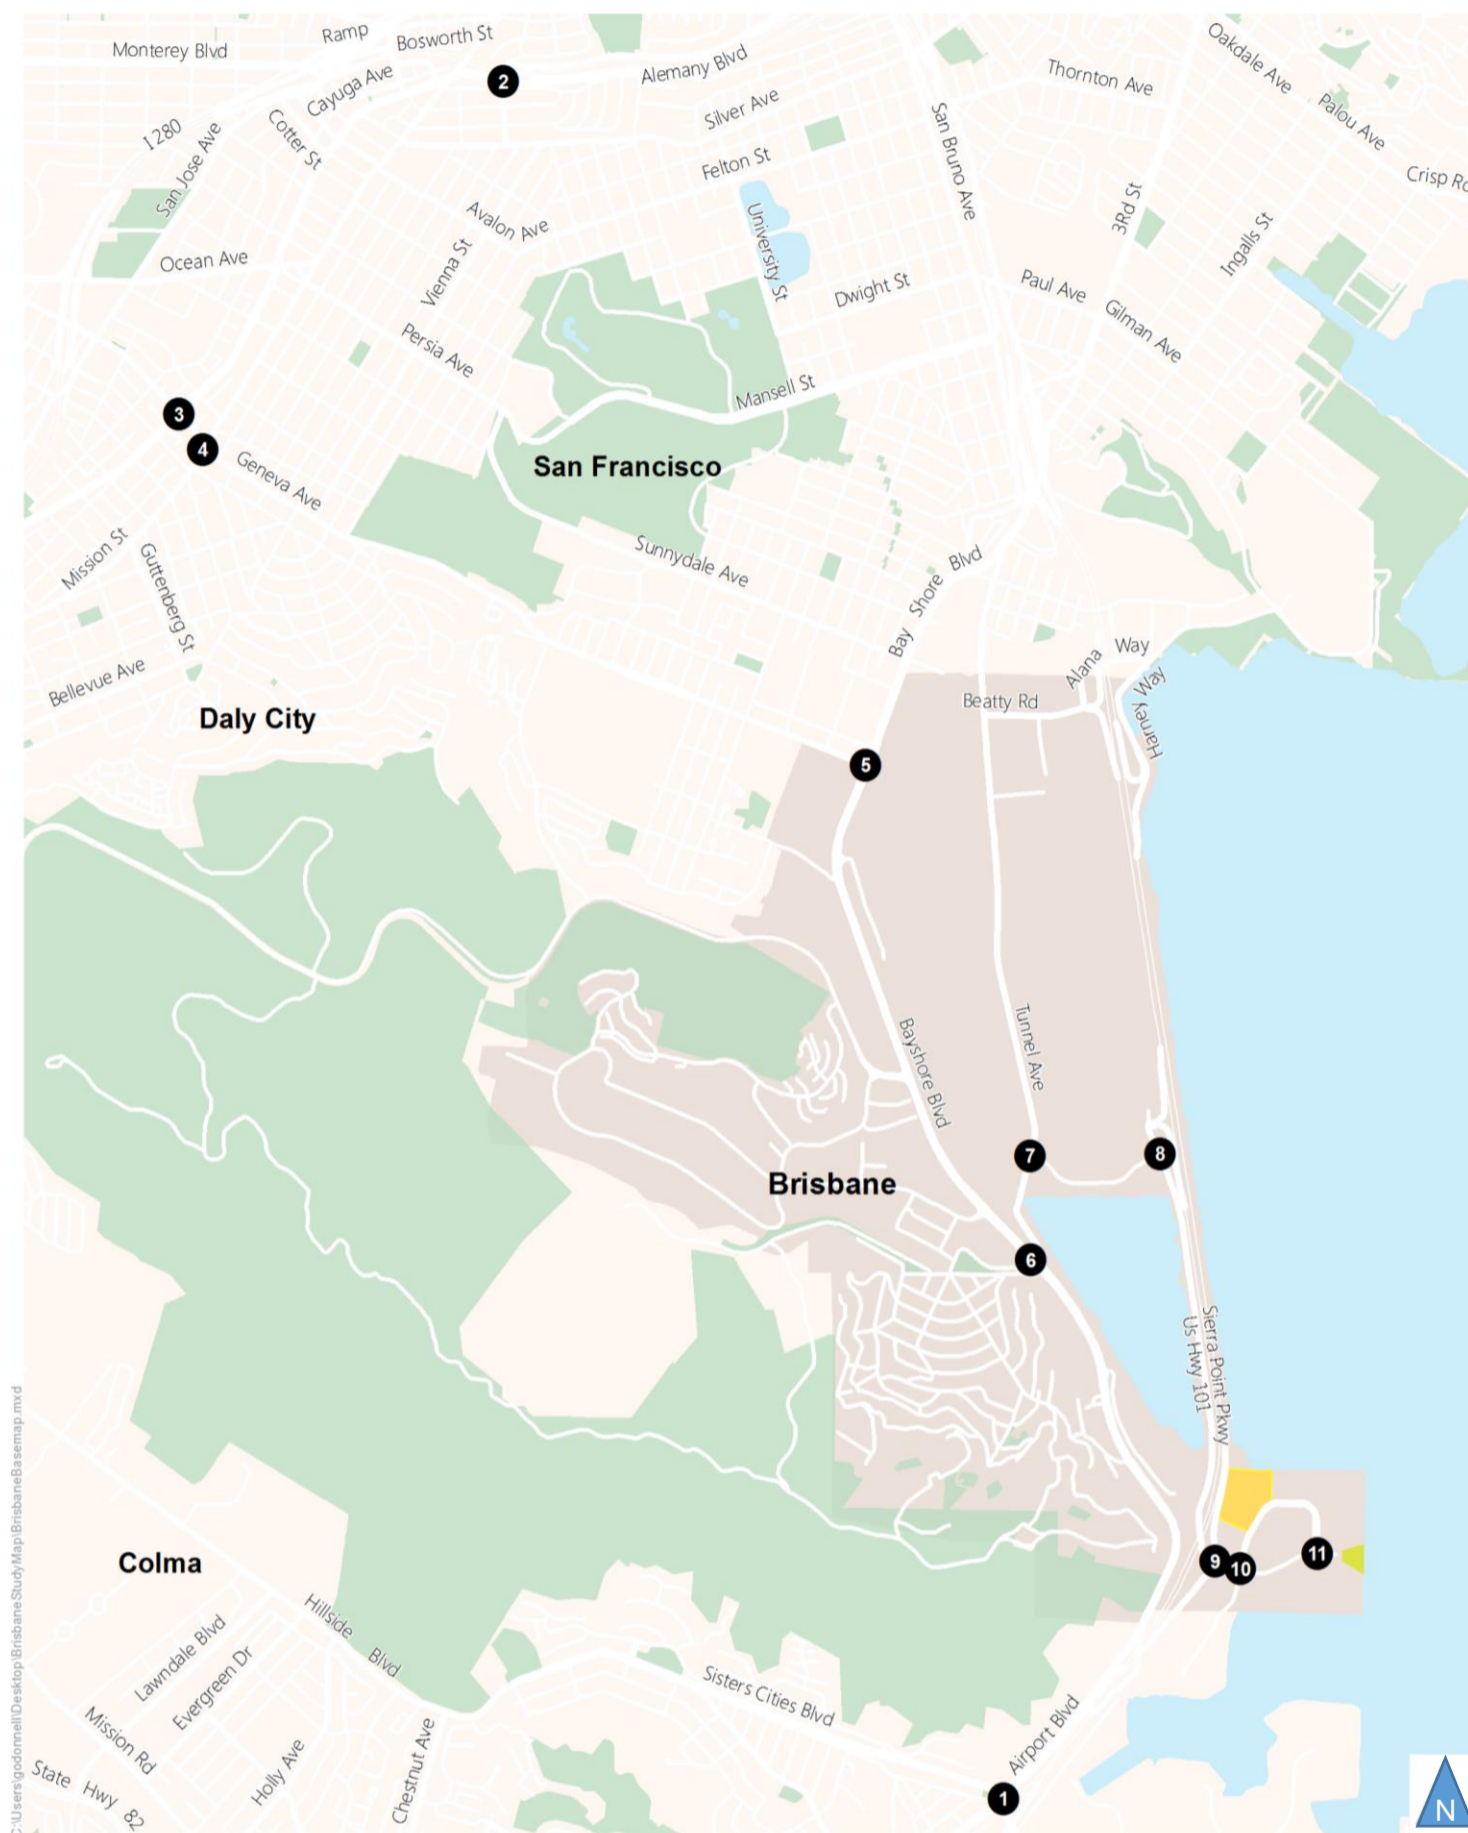 Monterey Blvd
Ramp
Bosworth St
Cayuga Ave
2
Alemany Blvd
Silver Ave
Thornton Ave
Oakdale Ave
Palou Ave
Crisp Rd
I 280
San Jose Ave
Cotter St
Felton St
San Bruno Ave
3Rd St
Ingalls St
Avalon Ave
University St
Ocean Ave
Vienna St
Dwight St
Paul Ave
Gilman Ave
Persia Ave
Mansell St
3
4
Geneva Ave
San Francisco
Mission St
Guttenberg St
Sunnydale Ave
Bay Shore Blvd
Bellevue Ave
Alana Way
Harney Way
Beatty Rd
Daly City
5
Bayshore Blvd
Tunnel Ave
7
8
Brisbane
6
Sierra Point Pkwy
Us Hwy 101
9
10
11
Colma
Hillside Blvd
Lawndale Blvd
Evergreen Dr
Sisters Cities Blvd
Mission Rd
Airport Blvd
Holly Ave
Chestnut Ave
State Hwy 82
1
N
C:\Users\godonnell\Desktop\BrisbaneStudyMap\BrisbaneBasemap.mxd